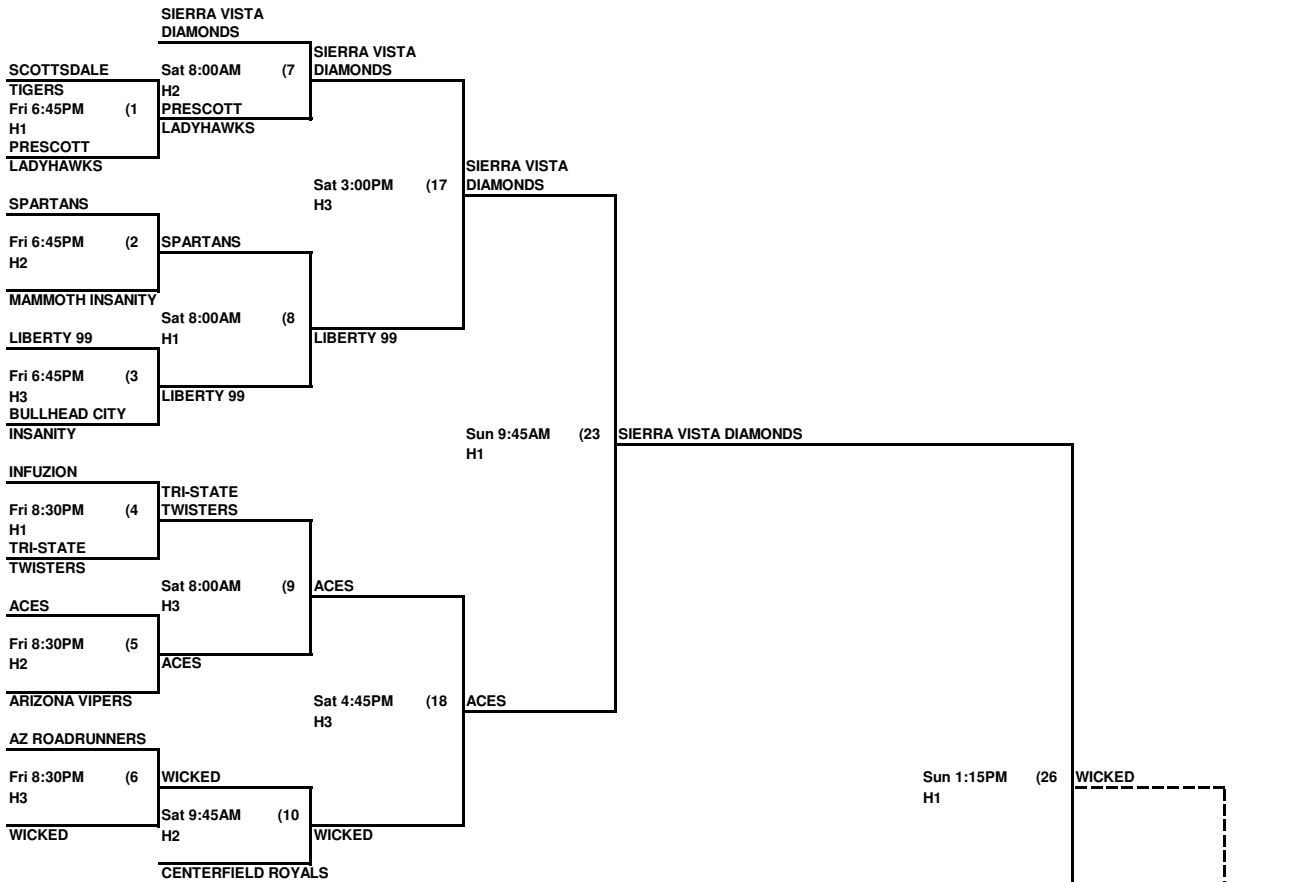 SIERRA VISTA
DIAMONDS
SIERRA VISTA
SCOTTSDALE Sat 8:00AM (7 DIAMONDS
TIGERS H2
Fri 6:45PM (1 PRESCOTT
H1 LADYHAWKS
PRESCOTT
LADYHAWKS SIERRA VISTA
Sat 3:00PM (17 DIAMONDS
SPARTANS H3
Fri 6:45PM (2 SPARTANS
H2
MAMMOTH INSANITY
Sat 8:00AM (8
LIBERTY 99 H1 LIBERTY 99
Fri 6:45PM (3
H3 LIBERTY 99
BULLHEAD CITY
INSANITY Sun 9:45AM (23 SIERRA VISTA DIAMONDS
H1
INFUZION
TRI-STATE
Fri 8:30PM (4 TWISTERS
H1
TRI-STATE
TWISTERS
Sat 8:00AM (9 ACES
ACES H3
Fri 8:30PM (5
H2 ACES
ARIZONA VIPERS Sat 4:45PM (18 ACES
H3
AZ ROADRUNNERS
Fri 8:30PM (6 WICKED Sun 1:15PM (26 WICKED
H3 H1
Sat 9:45AM (10
WICKED H2 WICKED
CENTERFIELD ROYALS